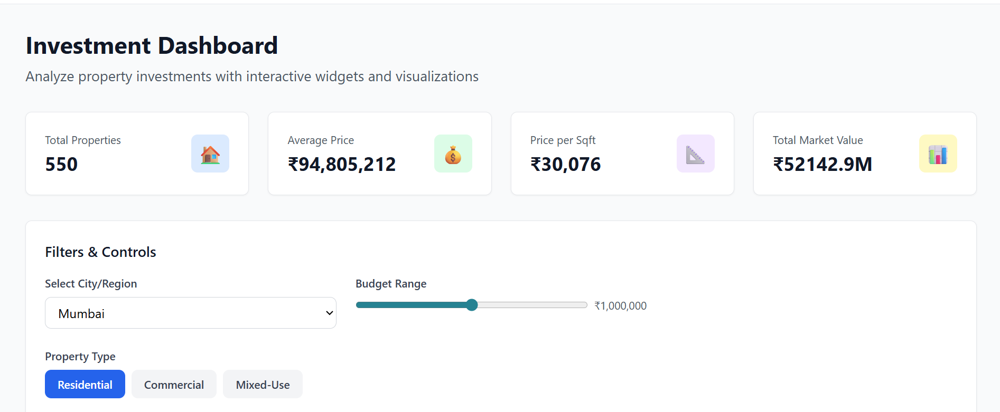 Investment Dashboard
Analyze property investments with interactive widgets and visualizations
Total Properties
550
Average Price
₹94,805,212
Price per Sqft
₹30,076
Total Market Value
₹52142.9M
Filters & Controls
Select City/Region
Mumbai
Budget Range
₹1,000,000
Property Type
Residential Commercial Mixed-Use